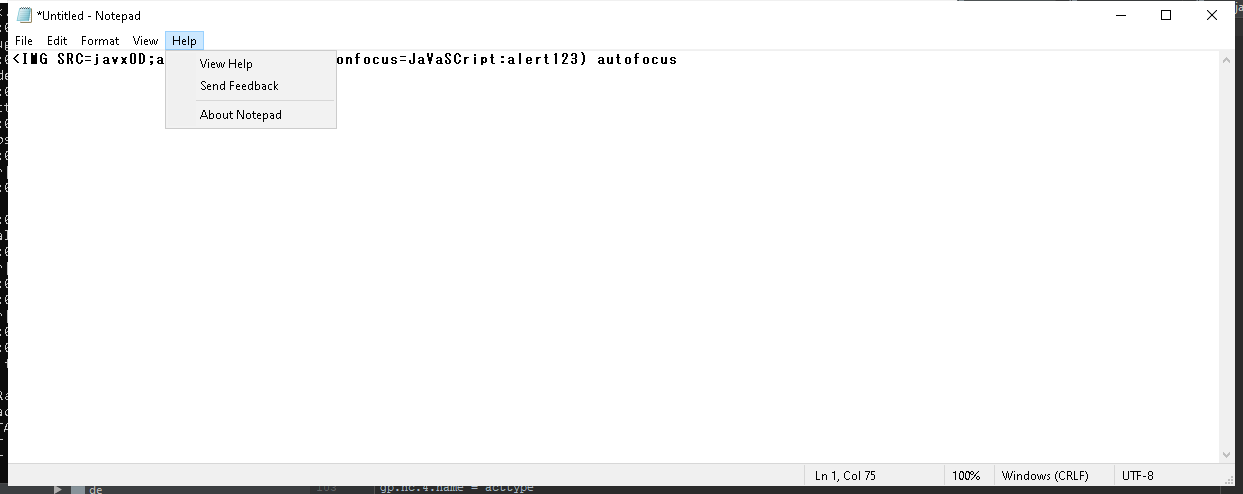 *Untitled - Notepad
File Edit Format View Help
<IMG SRC=javx0D;a onfocus=JaVaSCript:alert123) autofocus
View Help
Send Feedback
About Notepad
Ln 1, Col 75 100% Windows (CRLF) UTF-8
de